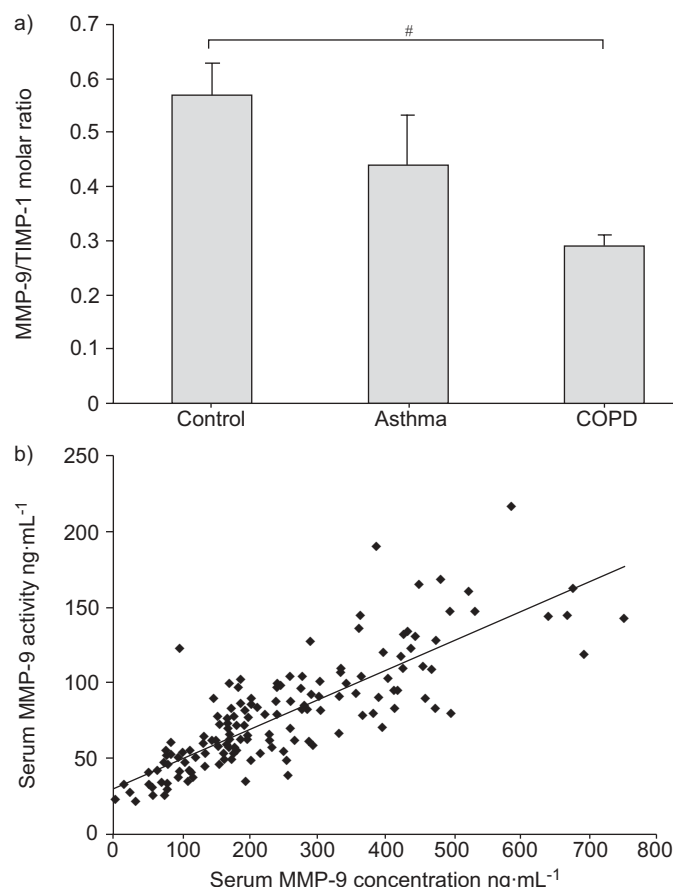 a)
#
MMP-9/TIMP-1 molar ratio
0.7
0.6
0.5
0.4
0.3
0.2
0.1
0
Control Asthma COPD
b)
Serum MMP-9 activity ng·mL⁻¹
250
200
150
100
50
0
0 100 200 300 400 500 600 700 800
Serum MMP-9 concentration ng·mL⁻¹